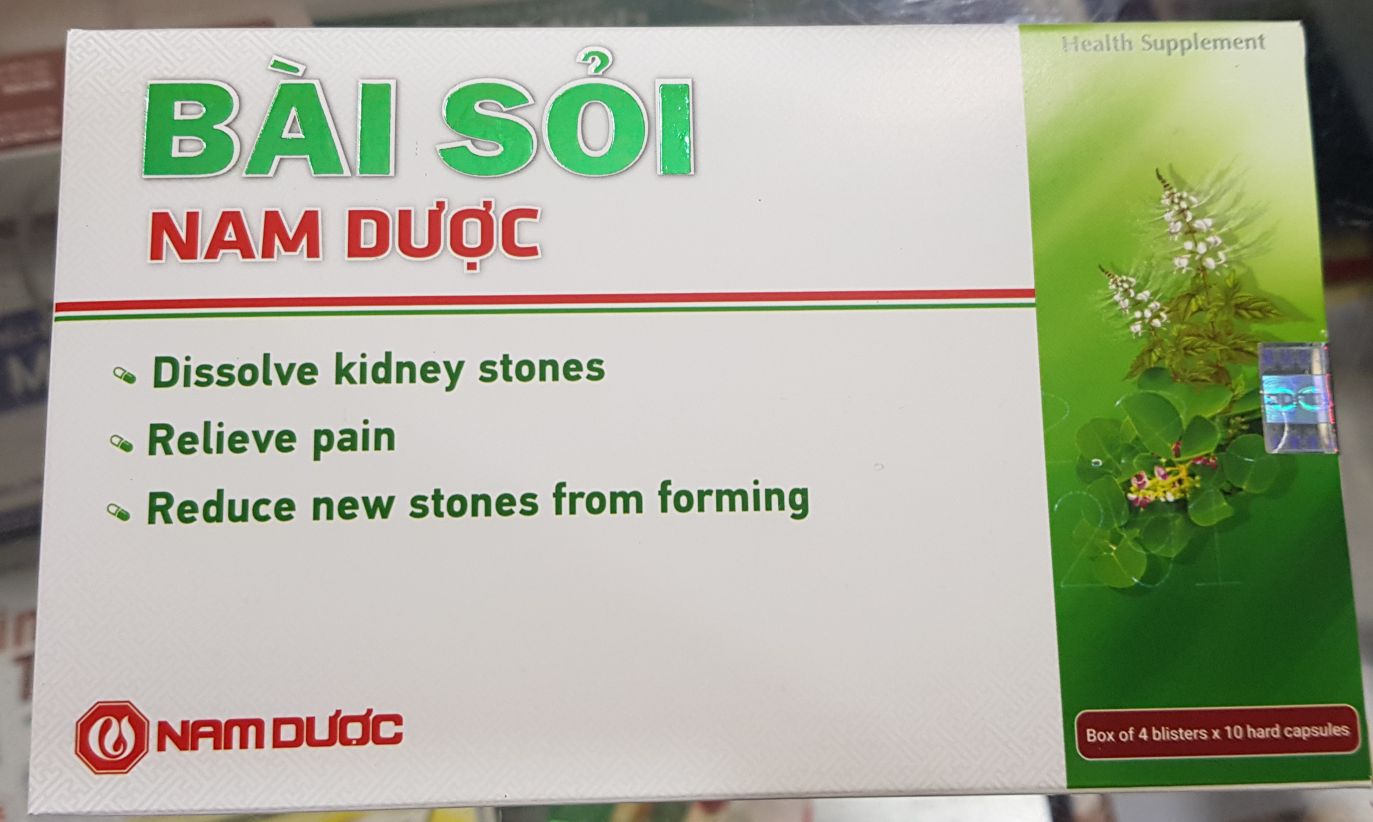 Health Supplement
BÀI SỎI
NAM DƯỢC
Dissolve kidney stones
Relieve pain
Reduce new stones from forming
NAM DƯỢC
Box of 4 blisters x 10 hard capsules